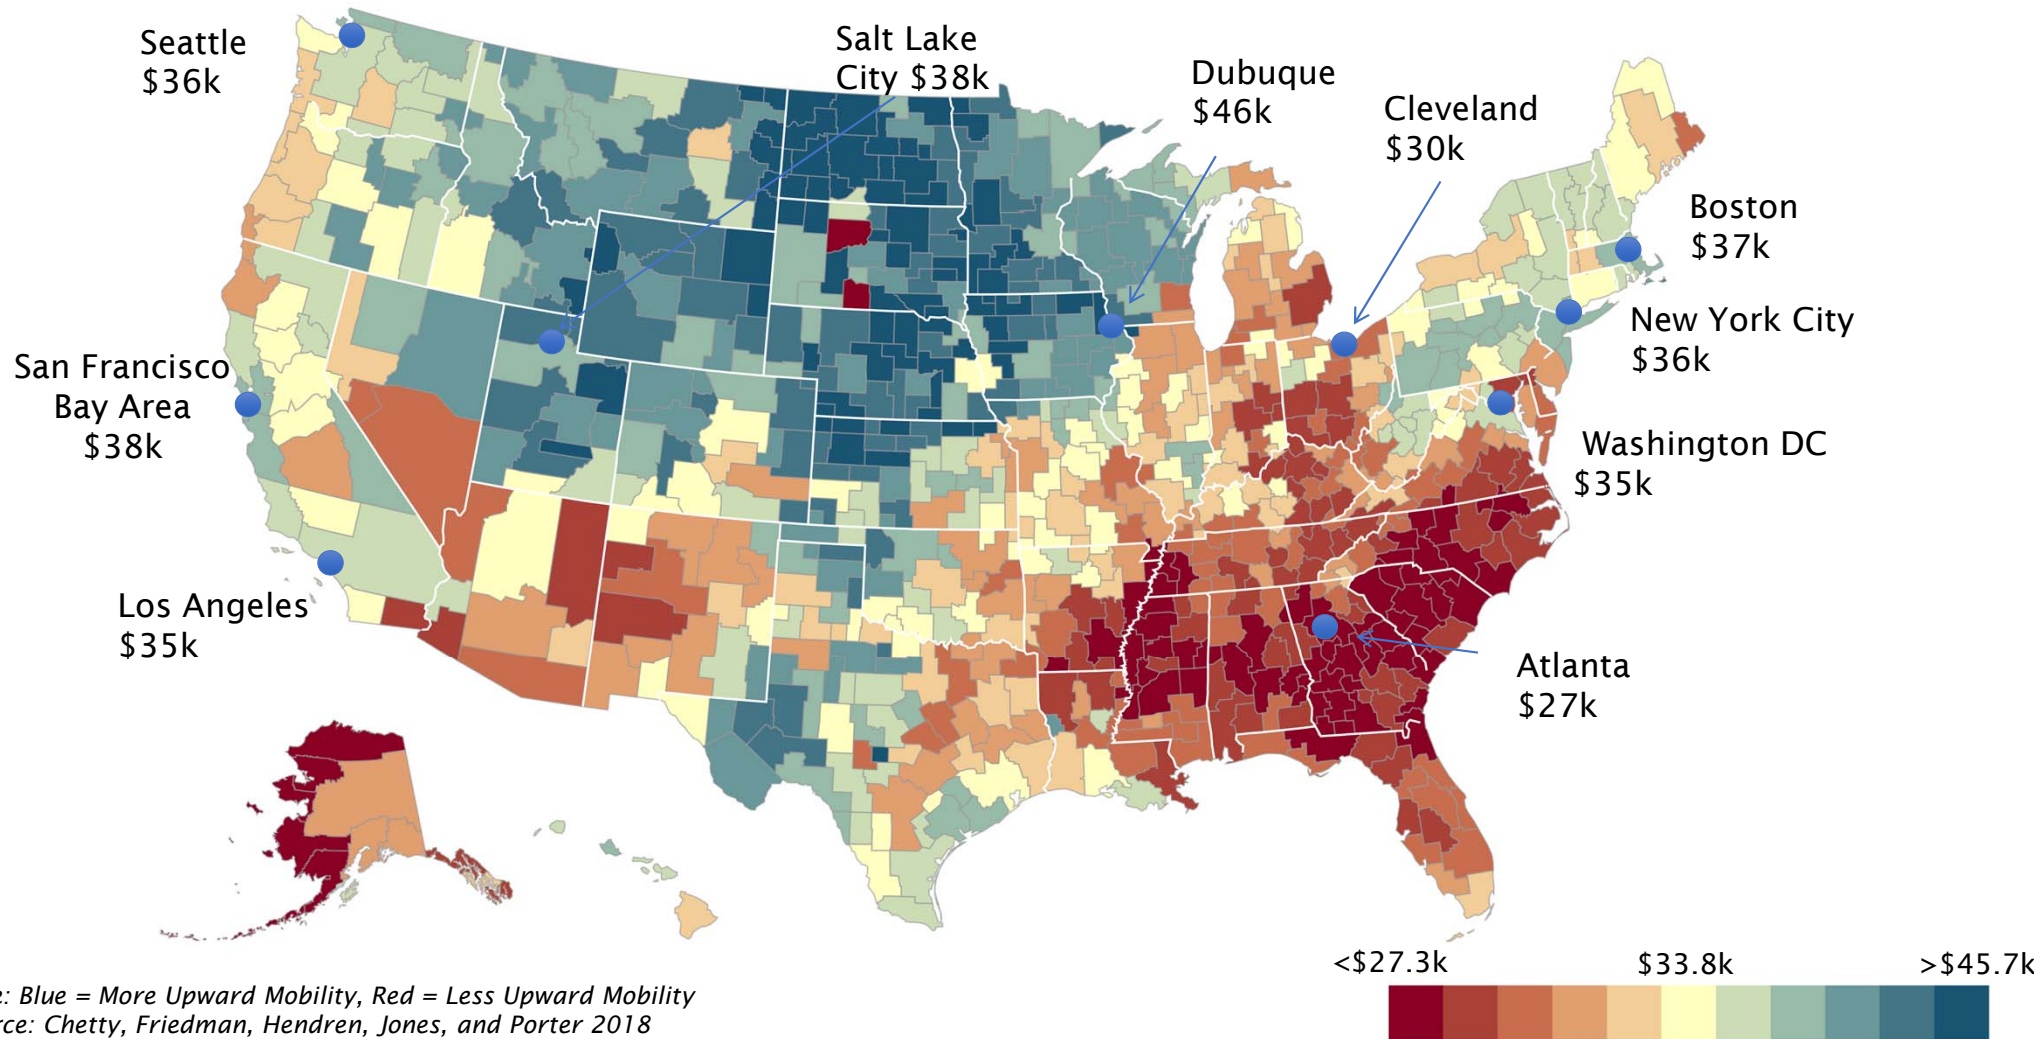 Seattle
$36k
Salt Lake
City $38k
Dubuque
$46k
Cleveland
$30k
Boston
$37k
New York City
$36k
San Francisco
Bay Area
$38k
Washington DC
$35k
Los Angeles
$35k
Atlanta
$27k
<$27.3k
$33.8k
>$45.7k
: Blue = More Upward Mobility, Red = Less Upward Mobility
: Chetty, Friedman, Hendren, Jones, and Porter 2018